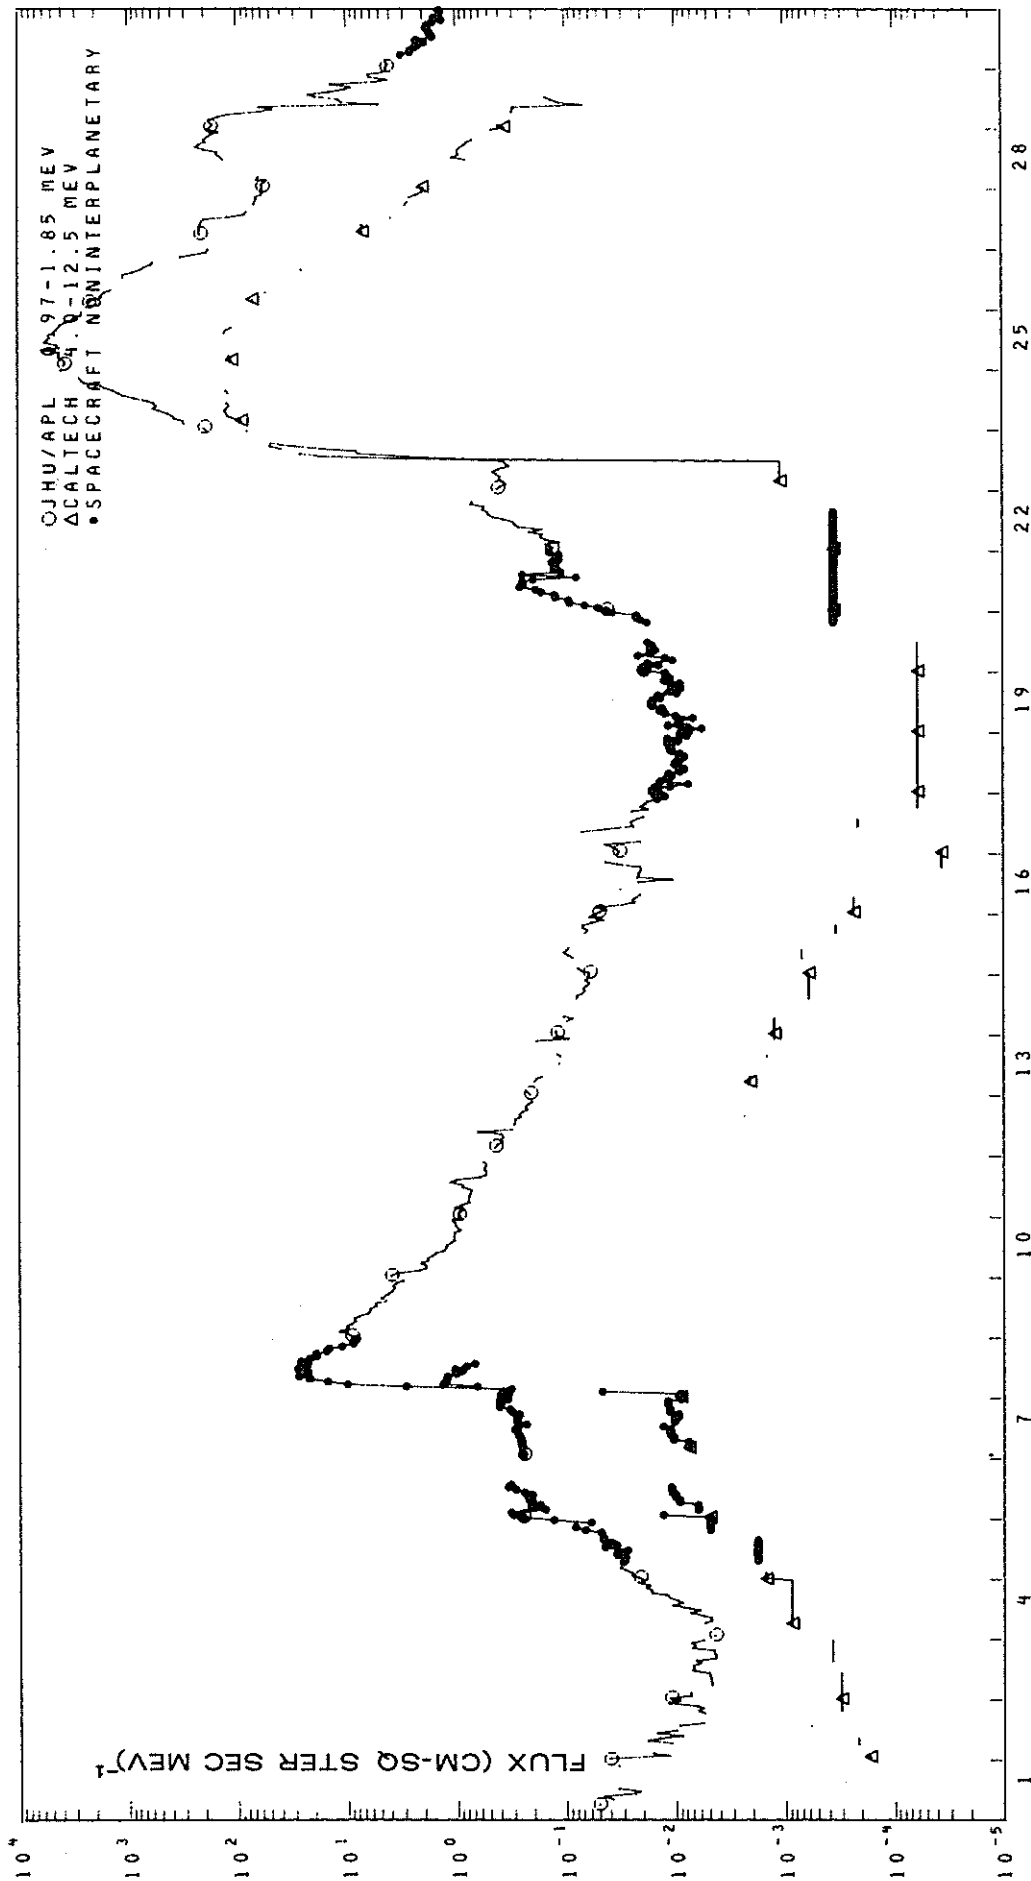 ○JHU/APL 0.97-1.85 MEV
△CALTECH 4.0-12.5 MEV
•SPACECRAFT NONINTERPLANETARY
FLUX (CM-SQ STER SEC MEV)⁻¹
10⁴
10³
10²
10¹
10⁰
10⁻¹
10⁻²
10⁻³
10⁻⁴
10⁻⁵
1 4 7 10 13 16 19 22 25 28